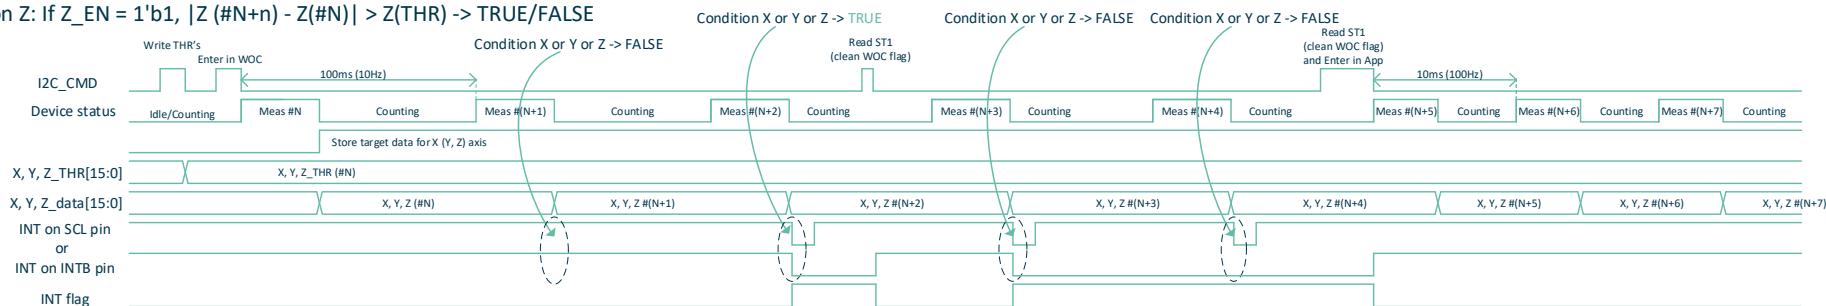 n Z: If Z_EN = 1'b1, |Z (#N+n) - Z(#N)| > Z(THR) -> TRUE/FALSE
Condition X or Y or Z -> TRUE
Condition X or Y or Z -> FALSE
Condition X or Y or Z -> FALSE
Condition X or Y or Z -> FALSE
Write THR's
Enter in WOC
Read ST1
(clean WOC flag)
Read ST1
(clean WOC flag)
and Enter in App
I2C_CMD
100ms (10Hz)
10ms (100Hz)
Device status
Idle/Counting
Meas #N
Counting
Meas #(N+1)
Counting
Meas #(N+2)
Counting
Meas #(N+3)
Counting
Meas #(N+4)
Counting
Meas #(N+5)
Counting
Meas #(N+6)
Counting
Meas #(N+7)
Counting
Store target data for X (Y, Z) axis
X, Y, Z_THR[15:0]
X, Y, Z_THR (#N)
X, Y, Z_data[15:0]
X, Y, Z (#N)
X, Y, Z #(N+1)
X, Y, Z #(N+2)
X, Y, Z #(N+3)
X, Y, Z #(N+4)
X, Y, Z #(N+5)
X, Y, Z #(N+6)
X, Y, Z #(N+7)
INT on SCL pin
or
INT on INTB pin
INT flag